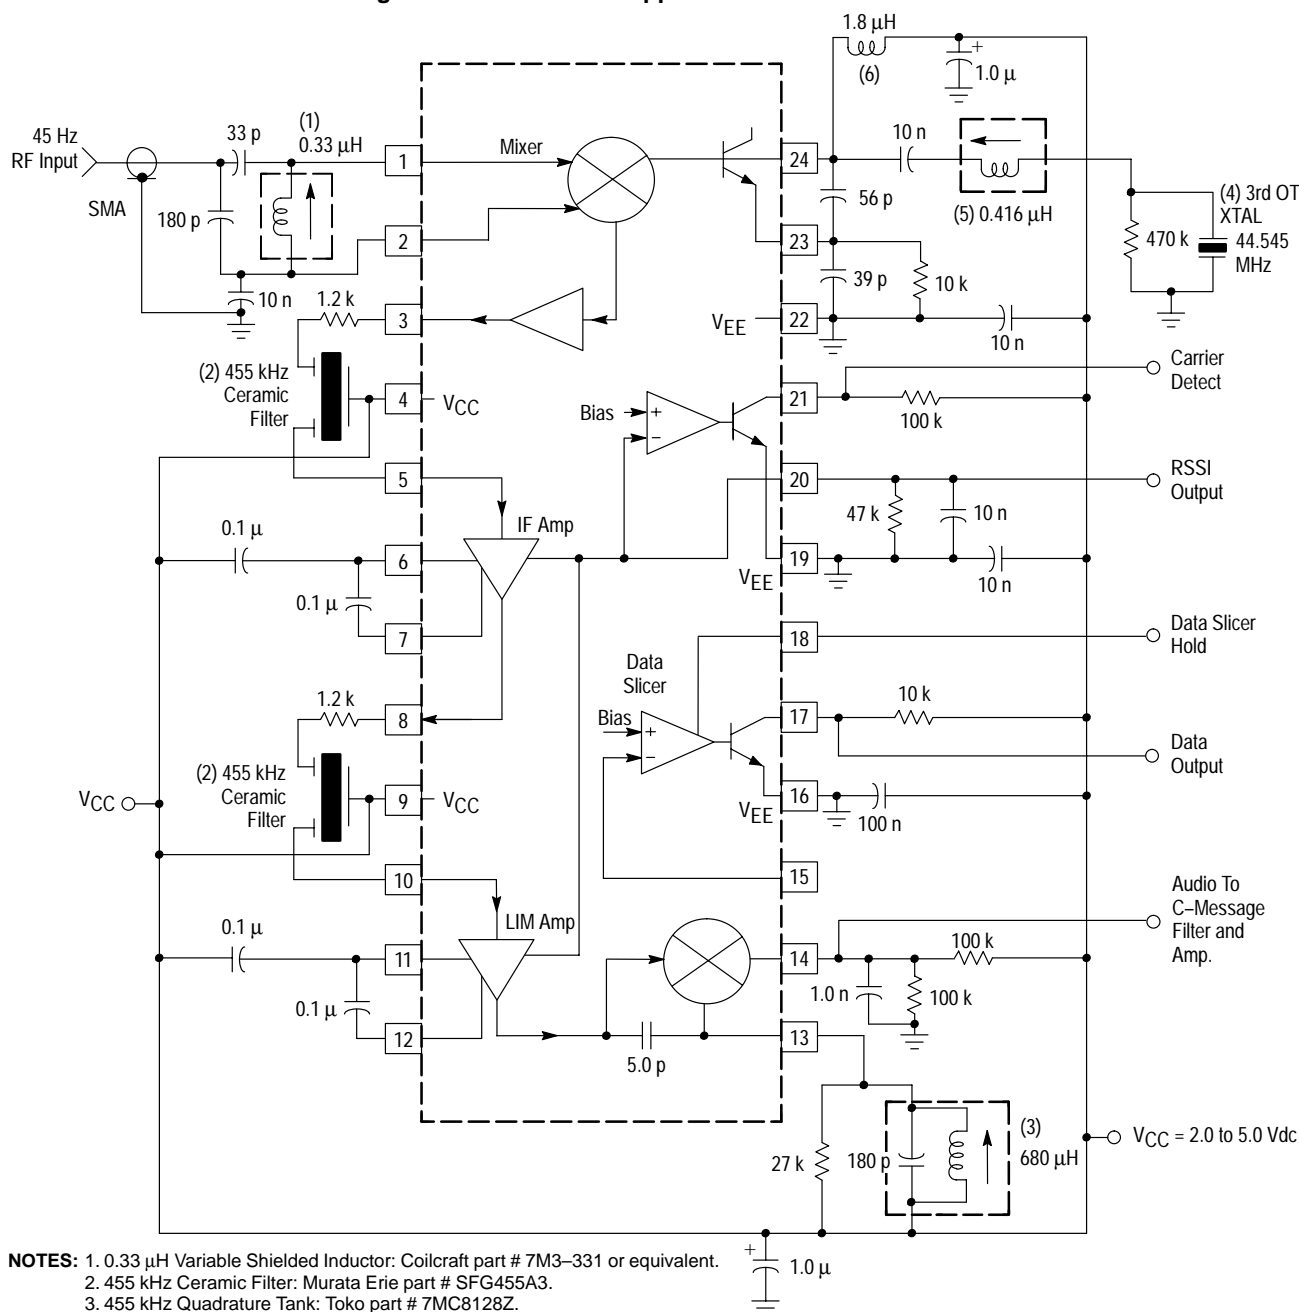 1.8 µH
(6)
+
1.0 µ
45 Hz
RF Input
33 p
(1)
0.33 µH
SMA
180 p
10 n
1
2
Mixer
24
23
22
VEE
56 p
39 p
10 k
10 n
10 n
(5) 0.416 µH
470 k
(4) 3rd OT
XTAL
44.545
MHz
1.2 k
3
(2) 455 kHz
Ceramic
Filter
4
VCC
5
Bias
+
–
21
100 k
Carrier
Detect
20
RSSI
Output
47 k
10 n
19
VEE
10 n
0.1 µ
6
IF Amp
0.1 µ
7
18
Data Slicer
Hold
Data
Slicer
1.2 k
8
Bias
+
–
17
10 k
Data
Output
(2) 455 kHz
Ceramic
Filter
VCC
9
VCC
16
VEE
100 n
15
10
LIM Amp
Audio To
C–Message
Filter and
Amp.
0.1 µ
11
14
100 k
1.0 n
100 k
0.1 µ
12
5.0 p
13
27 k
180 p
(3)
680 µH
VCC = 2.0 to 5.0 Vdc
+
1.0 µ
NOTES: 1. 0.33 µH Variable Shielded Inductor: Coilcraft part # 7M3–331 or equivalent.
2. 455 kHz Ceramic Filter: Murata Erie part # SFG455A3.
3. 455 kHz Quadrature Tank: Toko part # 7MC8128Z.